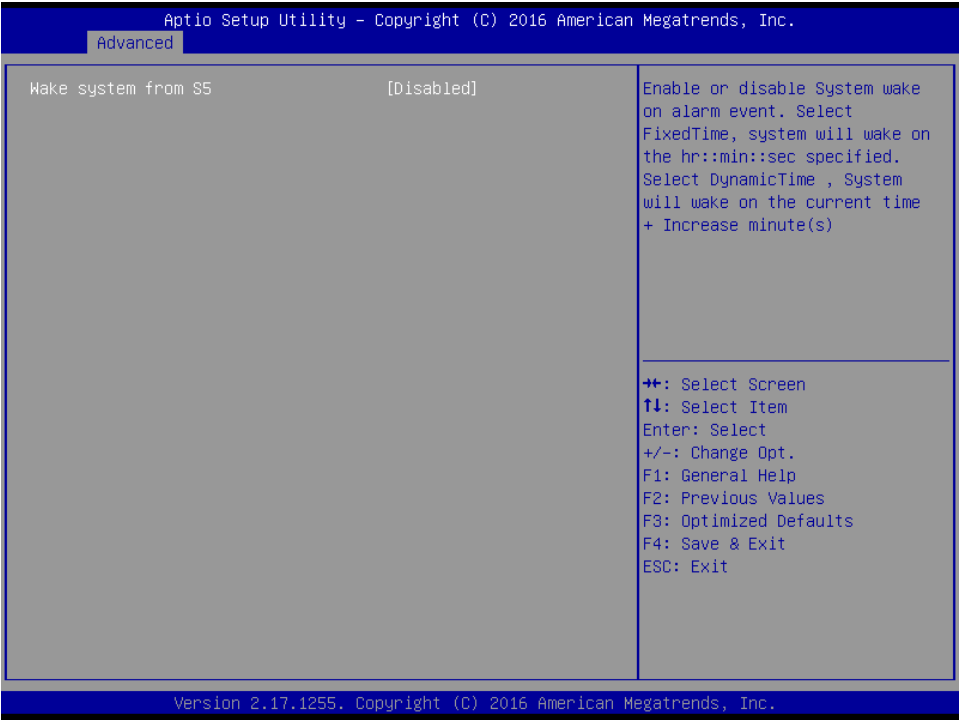 Aptio Setup Utility – Copyright (C) 2016 American Megatrends, Inc.
Advanced
Wake system from S5 [Disabled]
Enable or disable System wake
on alarm event. Select
FixedTime, system will wake on
the hr::min::sec specified.
Select DynamicTime , System
will wake on the current time
+ Increase minute(s)
→←: Select Screen
↑↓: Select Item
Enter: Select
+/-: Change Opt.
F1: General Help
F2: Previous Values
F3: Optimized Defaults
F4: Save & Exit
ESC: Exit
Version 2.17.1255. Copyright (C) 2016 American Megatrends, Inc.